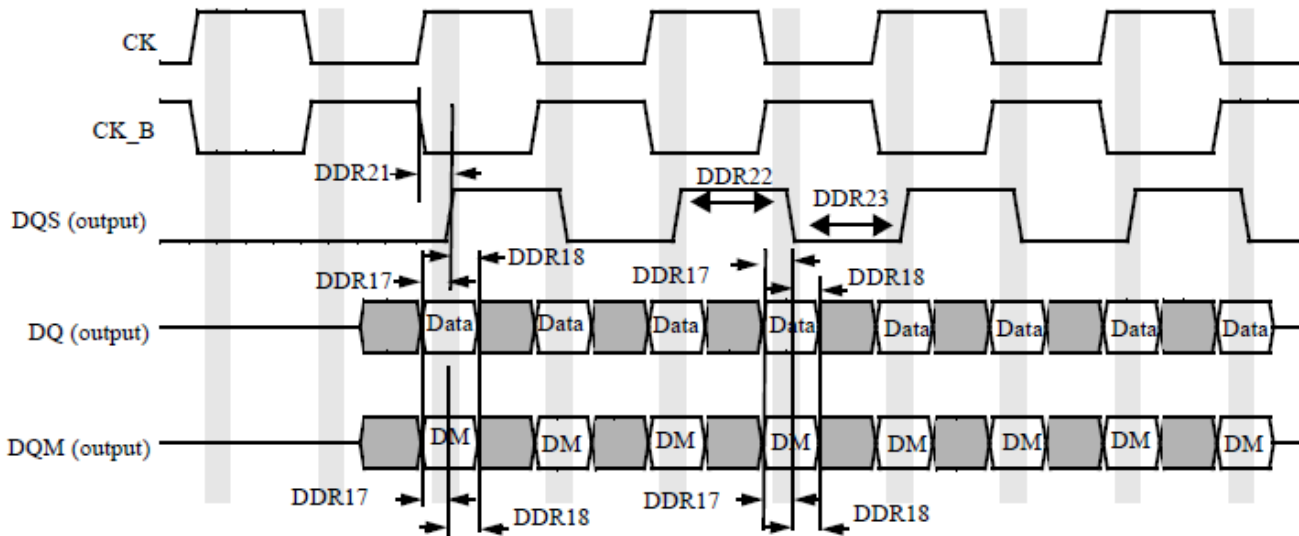 CK
CK_B
DDR21
DDR22
DDR23
DQS (output)
DDR17
DDR18
DDR17
DDR18
DQ (output)
Data
Data
Data
Data
Data
Data
Data
Data
DQM (output)
DM
DM
DM
DM
DM
DM
DM
DM
DDR17
DDR18
DDR17
DDR18